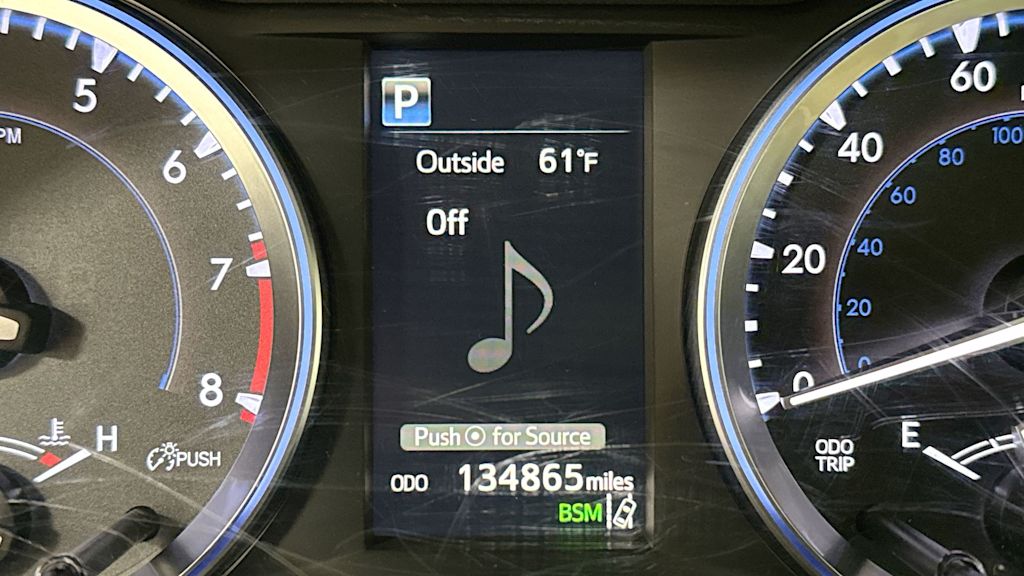 5
6
7
8
PM
H
PUSH
P
Outside 61°F
Off
Push for Source
ODO 134865 miles
BSM
60
40
20
0
100
80
60
40
20
0
ODO
TRIP
E